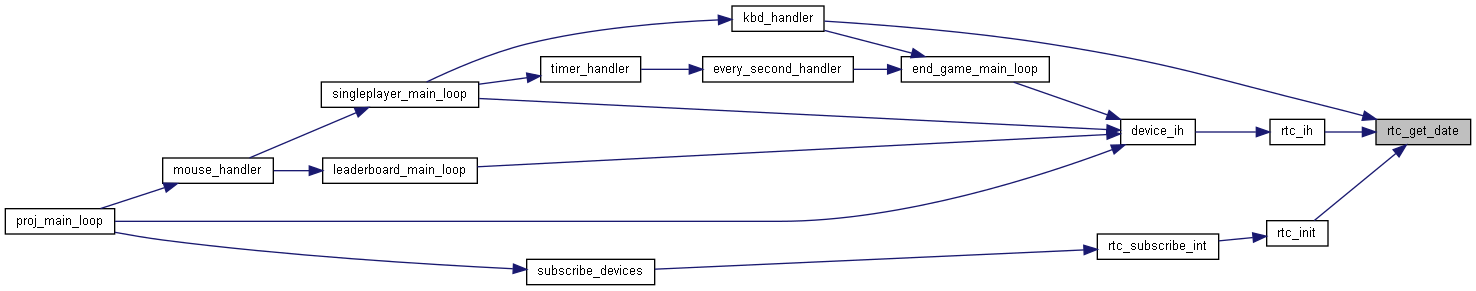 kbd_handler
timer_handler
every_second_handler
end_game_main_loop
singleplayer_main_loop
device_ih
rtc_ih
rtc_get_date
mouse_handler
leaderboard_main_loop
proj_main_loop
rtc_init
rtc_subscribe_int
subscribe_devices